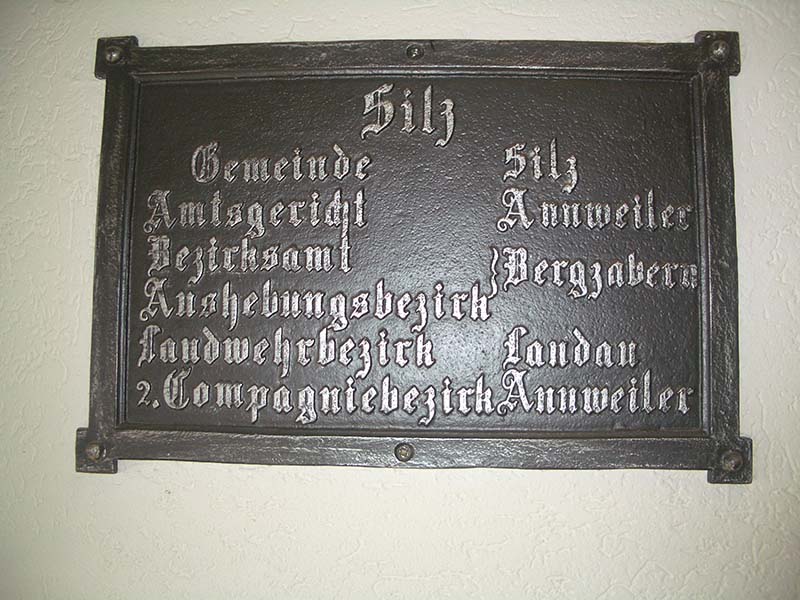 Silz
Gemeinde Silz
Amtsgericht Annweiler
Bezirksamt
} Bergzabern
Aushebungsbezirk
Landwehrbezirk Landau
2. Compagniebezirk Annweiler